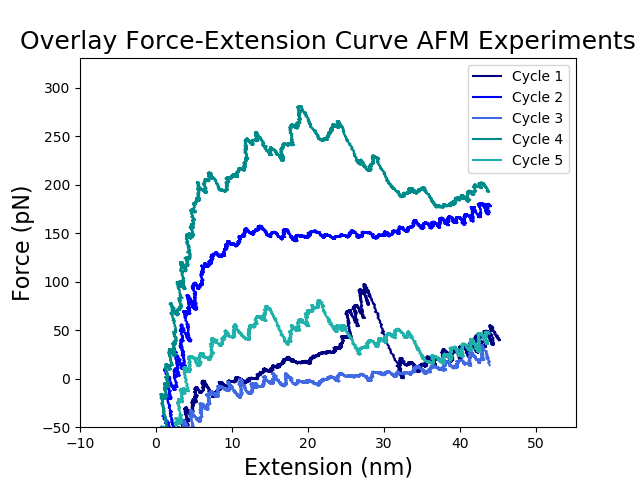 Overlay Force-Extension Curve AFM Experiments
Cycle 1
Cycle 2
Cycle 3
Cycle 4
Cycle 5
300
250
200
150
100
50
0
−50
Force (pN)
−10
0
10
20
30
40
50
Extension (nm)